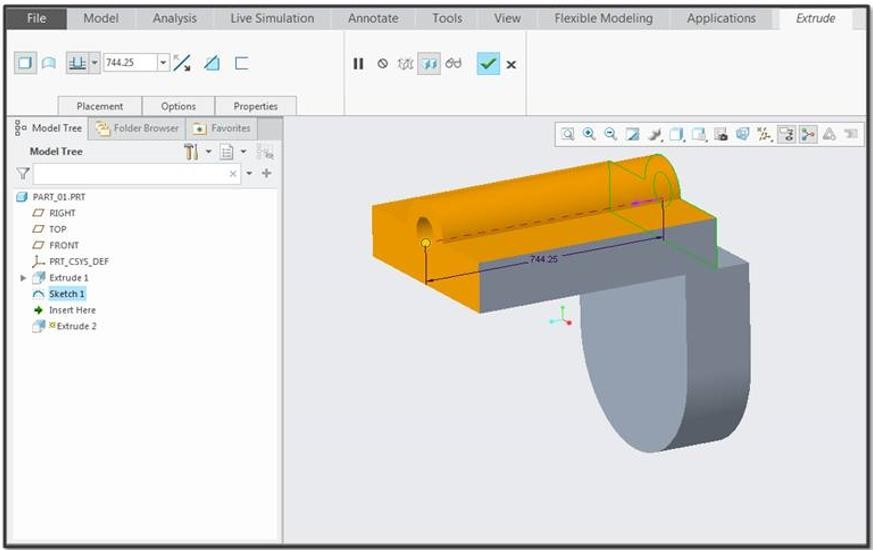 File Model Analysis Live Simulation Annotate Tools View Flexible Modeling Applications Extrude
744.25
Placement Options Properties
Model Tree Folder Browser Favorites
Model Tree
PART_01.PRT
RIGHT
TOP
FRONT
PRT_CSYS_DEF
Extrude 1
Sketch 1
Insert Here
Extrude 2
744.25